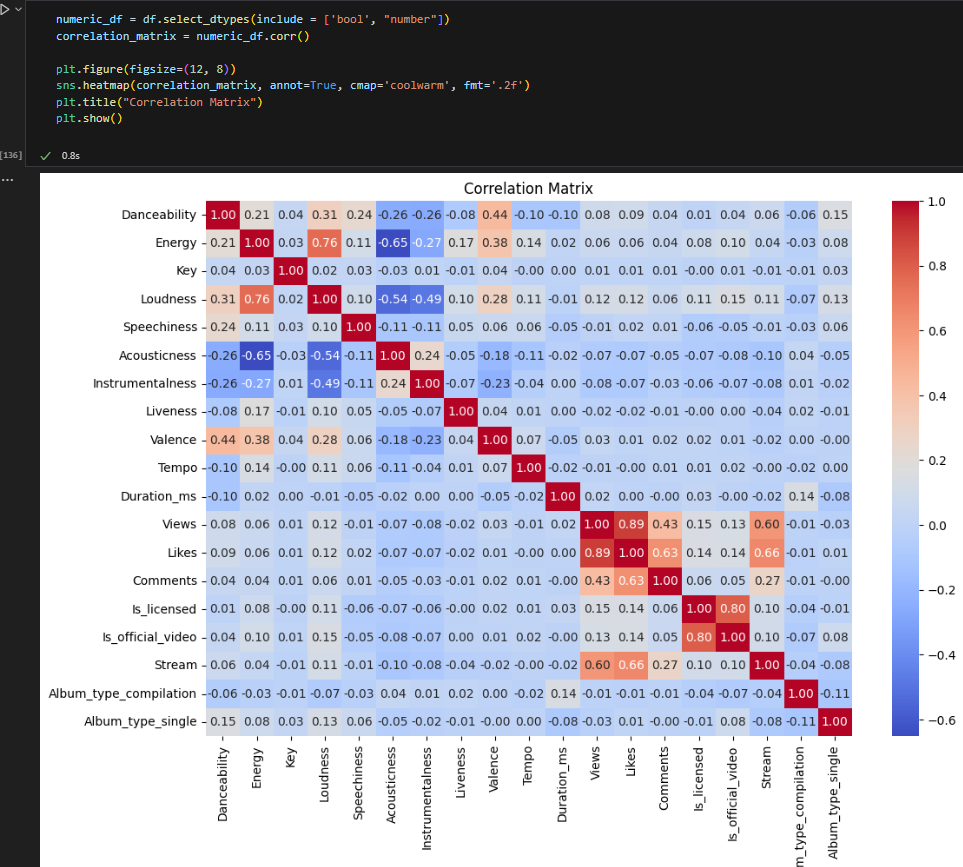 numeric_df = df.select_dtypes(include = ['bool', "number"])
correlation_matrix = numeric_df.corr()
plt.figure(figsize=(12, 8))
sns.heatmap(correlation_matrix, annot=True, cmap='coolwarm', fmt='.2f')
plt.title("Correlation Matrix")
plt.show()
[136] 0.8s
...
Correlation Matrix
Danceability 1.00 0.21 0.04 0.31 0.24 -0.26 -0.26 -0.08 0.44 -0.10 -0.10 0.08 0.09 0.04 0.01 0.04 0.06 -0.06 0.15
Energy 0.21 1.00 0.03 0.76 0.11 -0.65 -0.27 0.17 0.38 0.14 0.02 0.06 0.06 0.04 0.08 0.10 0.04 -0.03 0.08
Key 0.04 0.03 1.00 0.02 0.03 -0.03 0.01 -0.01 0.04 -0.00 0.00 0.01 0.01 0.01 -0.00 0.01 -0.01 -0.01 0.03
Loudness 0.31 0.76 0.02 1.00 0.10 -0.54 -0.49 0.10 0.28 0.11 -0.01 0.12 0.12 0.06 0.11 0.15 0.11 -0.07 0.13
Speechiness 0.24 0.11 0.03 0.10 1.00 -0.11 -0.11 0.05 0.06 0.06 -0.05 -0.01 0.02 0.01 -0.06 -0.05 -0.01 -0.03 0.06
Acousticness -0.26 -0.65 -0.03 -0.54 -0.11 1.00 0.24 -0.05 -0.18 -0.11 -0.02 -0.07 -0.07 -0.05 -0.07 -0.08 -0.10 0.04 -0.05
Instrumentalness -0.26 -0.27 0.01 -0.49 -0.11 0.24 1.00 -0.07 -0.23 -0.04 0.00 -0.08 -0.07 -0.03 -0.06 -0.07 -0.08 0.01 -0.02
Liveness -0.08 0.17 -0.01 0.10 0.05 -0.05 -0.07 1.00 0.04 0.01 0.00 -0.02 -0.02 -0.01 -0.00 0.00 -0.04 0.02 -0.01
Valence 0.44 0.38 0.04 0.28 0.06 -0.18 -0.23 0.04 1.00 0.07 -0.05 0.03 0.01 0.02 0.02 0.01 -0.02 0.00 -0.00
Tempo -0.10 0.14 -0.00 0.11 0.06 -0.11 -0.04 0.01 0.07 1.00 -0.02 -0.01 -0.00 0.01 0.01 0.02 -0.00 -0.02 0.00
Duration_ms -0.10 0.02 0.00 -0.01 -0.05 -0.02 0.00 0.00 -0.05 -0.02 1.00 0.02 0.00 -0.00 0.03 -0.00 -0.02 0.14 -0.08
Views 0.08 0.06 0.01 0.12 -0.01 -0.07 -0.08 -0.02 0.03 -0.01 0.02 1.00 0.89 0.43 0.15 0.13 0.60 -0.01 -0.03
Likes 0.09 0.06 0.01 0.12 0.02 -0.07 -0.07 -0.02 0.01 -0.00 0.00 0.89 1.00 0.63 0.14 0.14 0.66 -0.01 0.01
Comments 0.04 0.04 0.01 0.06 0.01 -0.05 -0.03 -0.01 0.02 0.01 -0.00 0.43 0.63 1.00 0.06 0.05 0.27 -0.01 -0.00
Is_licensed 0.01 0.08 -0.00 0.11 -0.06 -0.07 -0.06 -0.00 0.02 0.01 0.03 0.15 0.14 0.06 1.00 0.80 0.10 -0.04 -0.01
Is_official_video 0.04 0.10 0.01 0.15 -0.05 -0.08 -0.07 0.00 0.01 0.02 -0.00 0.13 0.14 0.05 0.80 1.00 0.10 -0.07 0.08
Stream 0.06 0.04 -0.01 0.11 -0.01 -0.10 -0.08 -0.04 -0.02 -0.00 -0.02 0.60 0.66 0.27 0.10 0.10 1.00 -0.04 -0.08
Album_type_compilation -0.06 -0.03 -0.01 -0.07 -0.03 0.04 0.01 0.02 0.00 -0.02 0.14 -0.01 -0.01 -0.01 -0.04 -0.07 -0.04 1.00 -0.11
Album_type_single 0.15 0.08 0.03 0.13 0.06 -0.05 -0.02 -0.01 -0.00 0.00 -0.08 -0.03 0.01 -0.00 -0.01 0.08 -0.08 -0.11 1.00
Danceability
Energy
Key
Loudness
Speechiness
Acousticness
Instrumentalness
Liveness
Valence
Tempo
Duration_ms
Views
Likes
Comments
Is_licensed
Is_official_video
Stream
m_type_compilation
Album_type_single
1.0
0.8
0.6
0.4
0.2
0.0
−0.2
−0.4
−0.6